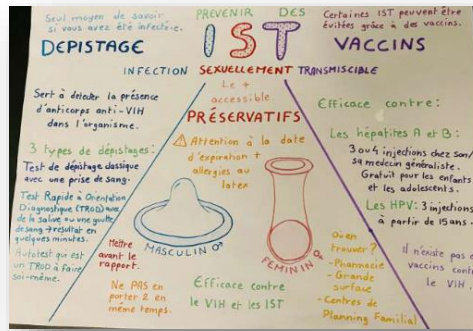 Seul moyen de savoir
si vous avez été infecté·e.
DEPISTAGE
PREVENIR DES
IST
INFECTION SEXUELLEMENT TRANSMISSIBLE
Certaines IST peuvent être
évitées grâce à des vaccins.
VACCINS
Sert à détecter la présence
d'anticorps anti-VIH
dans l'organisme.
3 types de dépistages:
Test de dépistage classique
avec une prise de sang.
Test Rapide à Orientation
Diagnostique (TROD) avec
de la salive ou une goutte
de sang → résultat en
quelques minutes.
Autotest qui est
un TROD à faire
soi-même.
Le +
accessible.
PRÉSERVATIFS
⚠ Attention à la date
d'expiration +
allergies au
latex
MASCULIN ♂
FEMININ ♀
Mettre
avant le
rapport.
Ne PAS en
porter 2 en
même temps.
Efficace contre
le VIH et les IST
Où en
trouver?
- Pharmacie
- Grande
surface
- Centres de
Planning Familial
Efficace contre:
Les hépatites A et B:
3 ou 4 injections chez son/
sa médecin généraliste.
Gratuit pour les enfants
et les adolescents.
Les HPV: 3 injections
à partir de 15 ans.
Il n'existe pas
vaccins contre
le VIH.